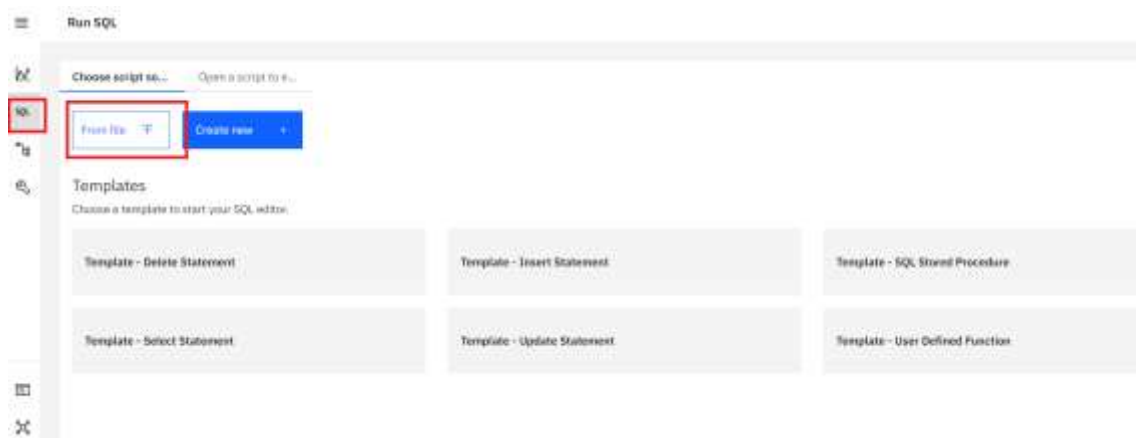 Run SQL
Choose script so...
Open a script to e...
SQL
From file
Create new +
Templates
Choose a template to start your SQL editor.
Template - Delete Statement
Template - Insert Statement
Template - SQL Stored Procedure
Template - Select Statement
Template - Update Statement
Template - User Defined Function